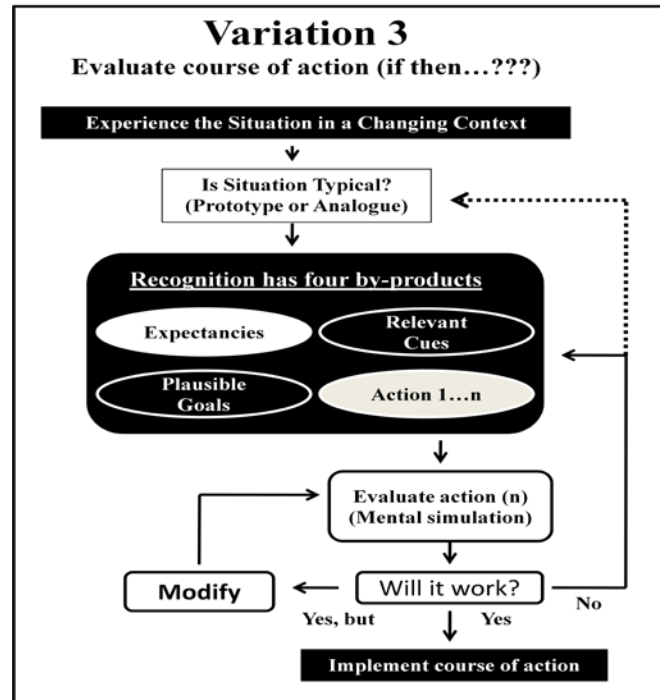 Variation 3
Evaluate course of action (if then...???)
Experience the Situation in a Changing Context
Is Situation Typical?
(Prototype or Analogue)
Recognition has four by-products
Expectancies
Relevant
Cues
Plausible
Goals
Action 1...n
Evaluate action (n)
(Mental simulation)
Modify
Will it work?
No
Yes, but
Yes
Implement course of action